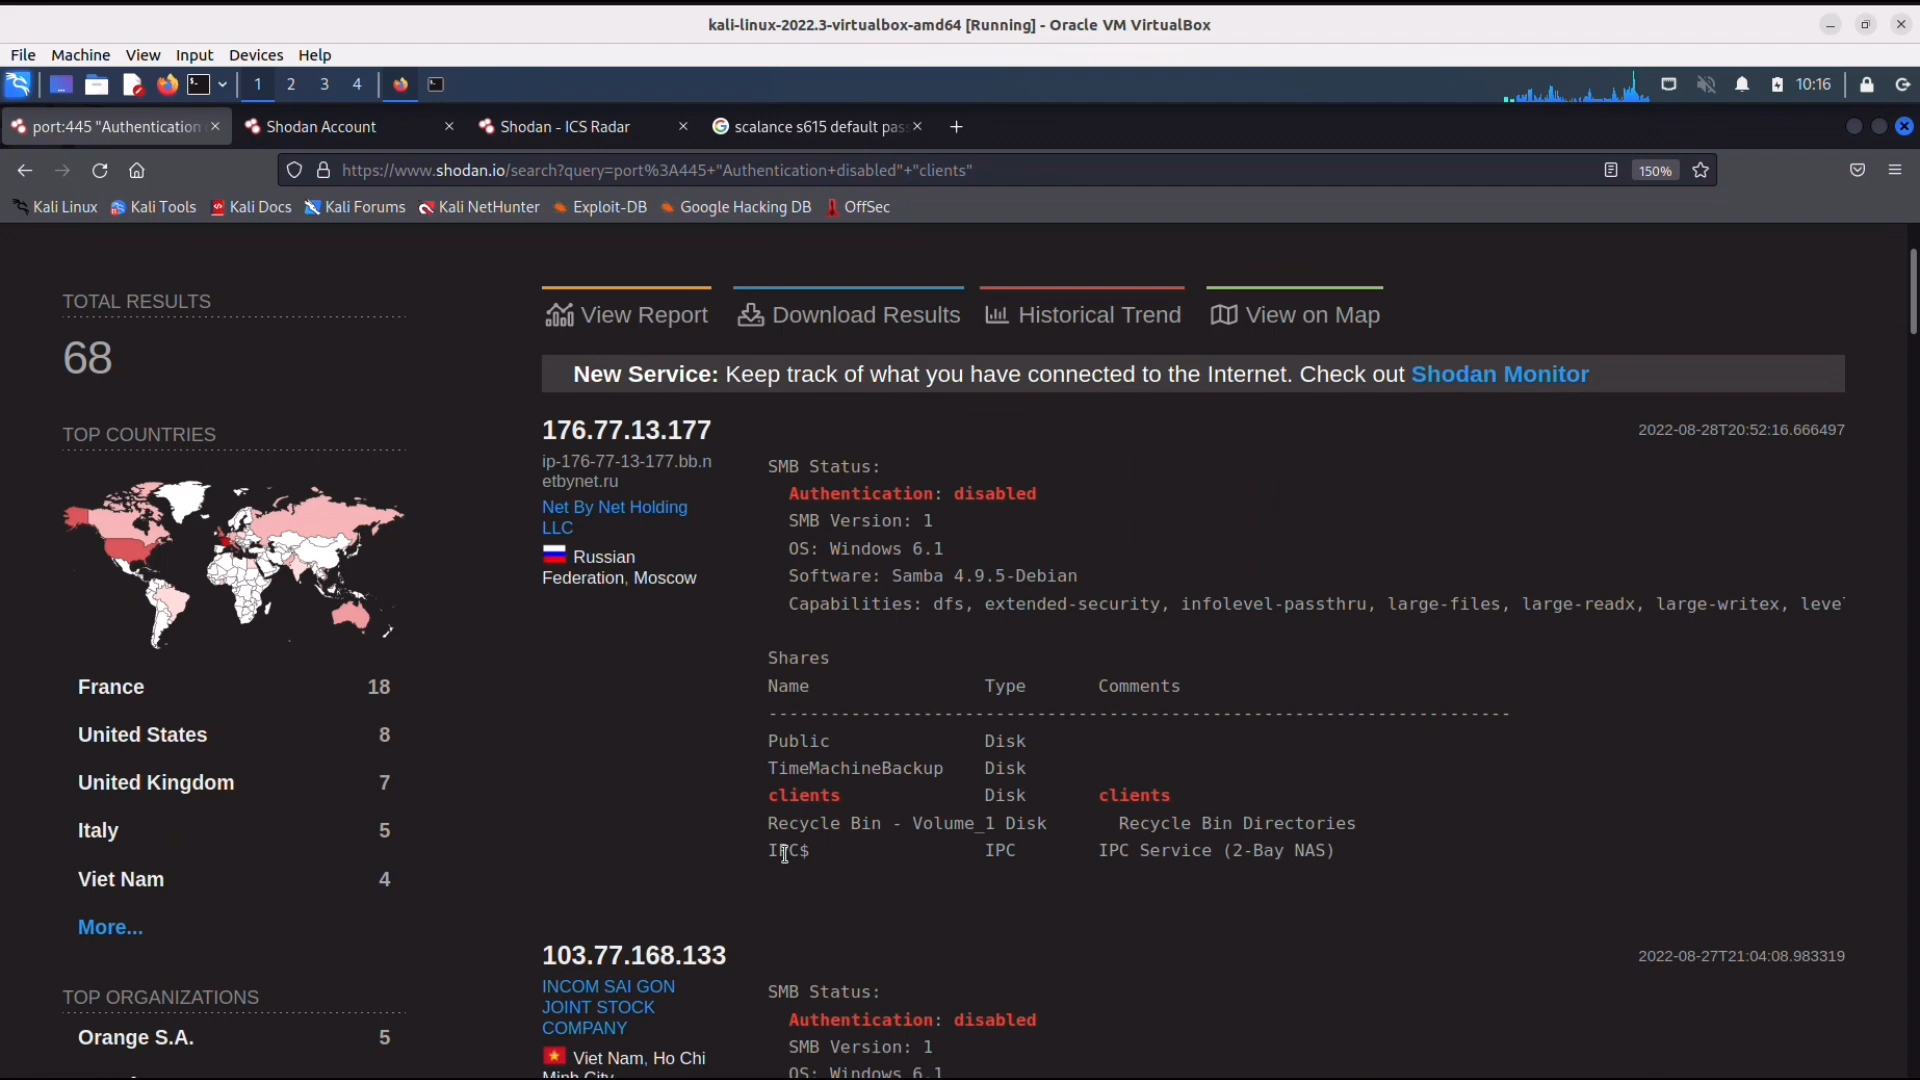 kali-linux-2022.3-virtualbox-amd64 [Running] - Oracle VM VirtualBox
File Machine View Input Devices Help
1 2 3 4 10:16
port:445 "Authentication Shodan Account Shodan - ICS Radar scalance s615 default pas
https://www.shodan.io/search?query=port%3A445+"Authentication+disabled"+"clients" 150%
Kali Linux Kali Tools Kali Docs Kali Forums Kali NetHunter Exploit-DB Google Hacking DB OffSec
TOTAL RESULTS
68
TOP COUNTRIES
France 18
United States 8
United Kingdom 7
Italy 5
Viet Nam 4
More...
TOP ORGANIZATIONS
Orange S.A. 5
View Report Download Results Historical Trend View on Map
New Service: Keep track of what you have connected to the Internet. Check out Shodan Monitor
176.77.13.177
2022-08-28T20:52:16.666497
ip-176-77-13-177.bb.n
etbynet.ru
Net By Net Holding
LLC
Russian
Federation, Moscow
SMB Status:
Authentication: disabled
SMB Version: 1
OS: Windows 6.1
Software: Samba 4.9.5-Debian
Capabilities: dfs, extended-security, infolevel-passthru, large-files, large-readx, large-writex, leve
Shares
Name Type Comments
------------------------------------------------------------------------
Public Disk
TimeMachineBackup Disk
clients Disk clients
Recycle Bin - Volume_1 Disk Recycle Bin Directories
IPC$ IPC IPC Service (2-Bay NAS)
103.77.168.133
2022-08-27T21:04:08.983319
INCOM SAI GON
JOINT STOCK
COMPANY
Viet Nam, Ho Chi
Minh City
SMB Status:
Authentication: disabled
SMB Version: 1
OS: Windows 6.1